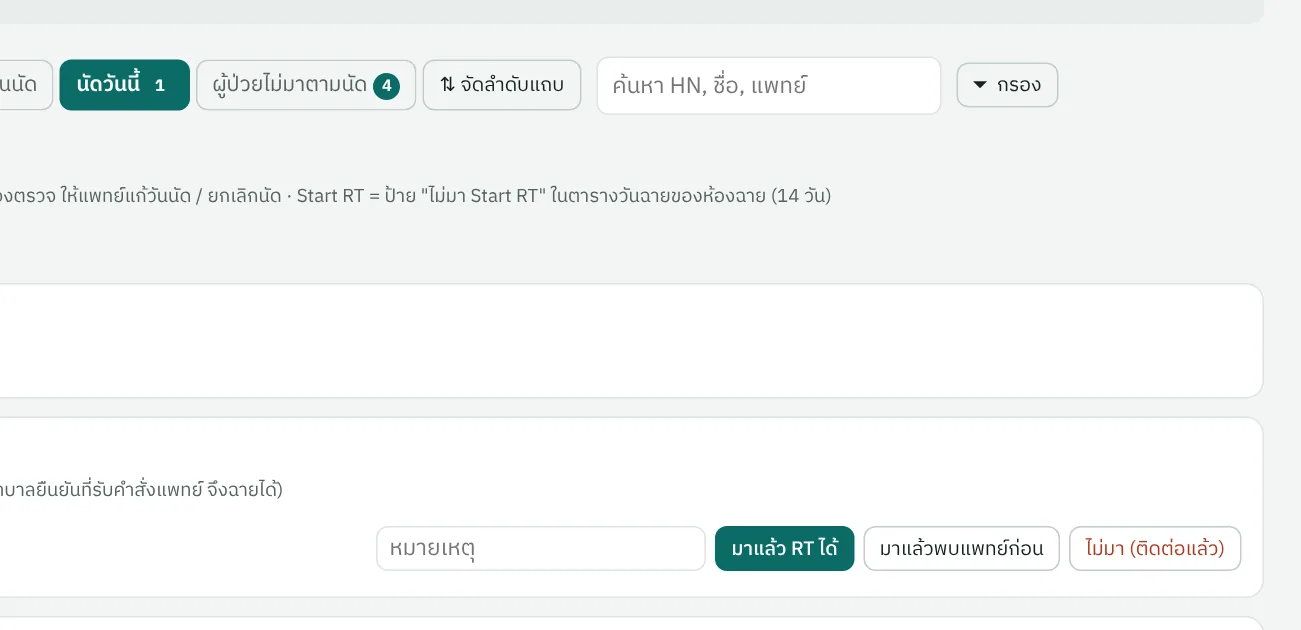 นนัด
นัดวันนี้ 1
ผู้ป่วยไม่มาตามนัด 4
⇅ จัดลำดับแถบ
ค้นหา HN, ชื่อ, แพทย์
กรอง
องตรวจ ให้แพทย์แก้วันนัด / ยกเลิกนัด · Start RT = ป้าย "ไม่มา Start RT" ในตารางวันฉายของห้องฉาย (14 วัน)
าบาลยืนยันที่รับคำสั่งแพทย์ จึงฉายได้)
หมายเหตุ
มาแล้ว RT ได้
มาแล้วพบแพทย์ก่อน
ไม่มา (ติดต่อแล้ว)